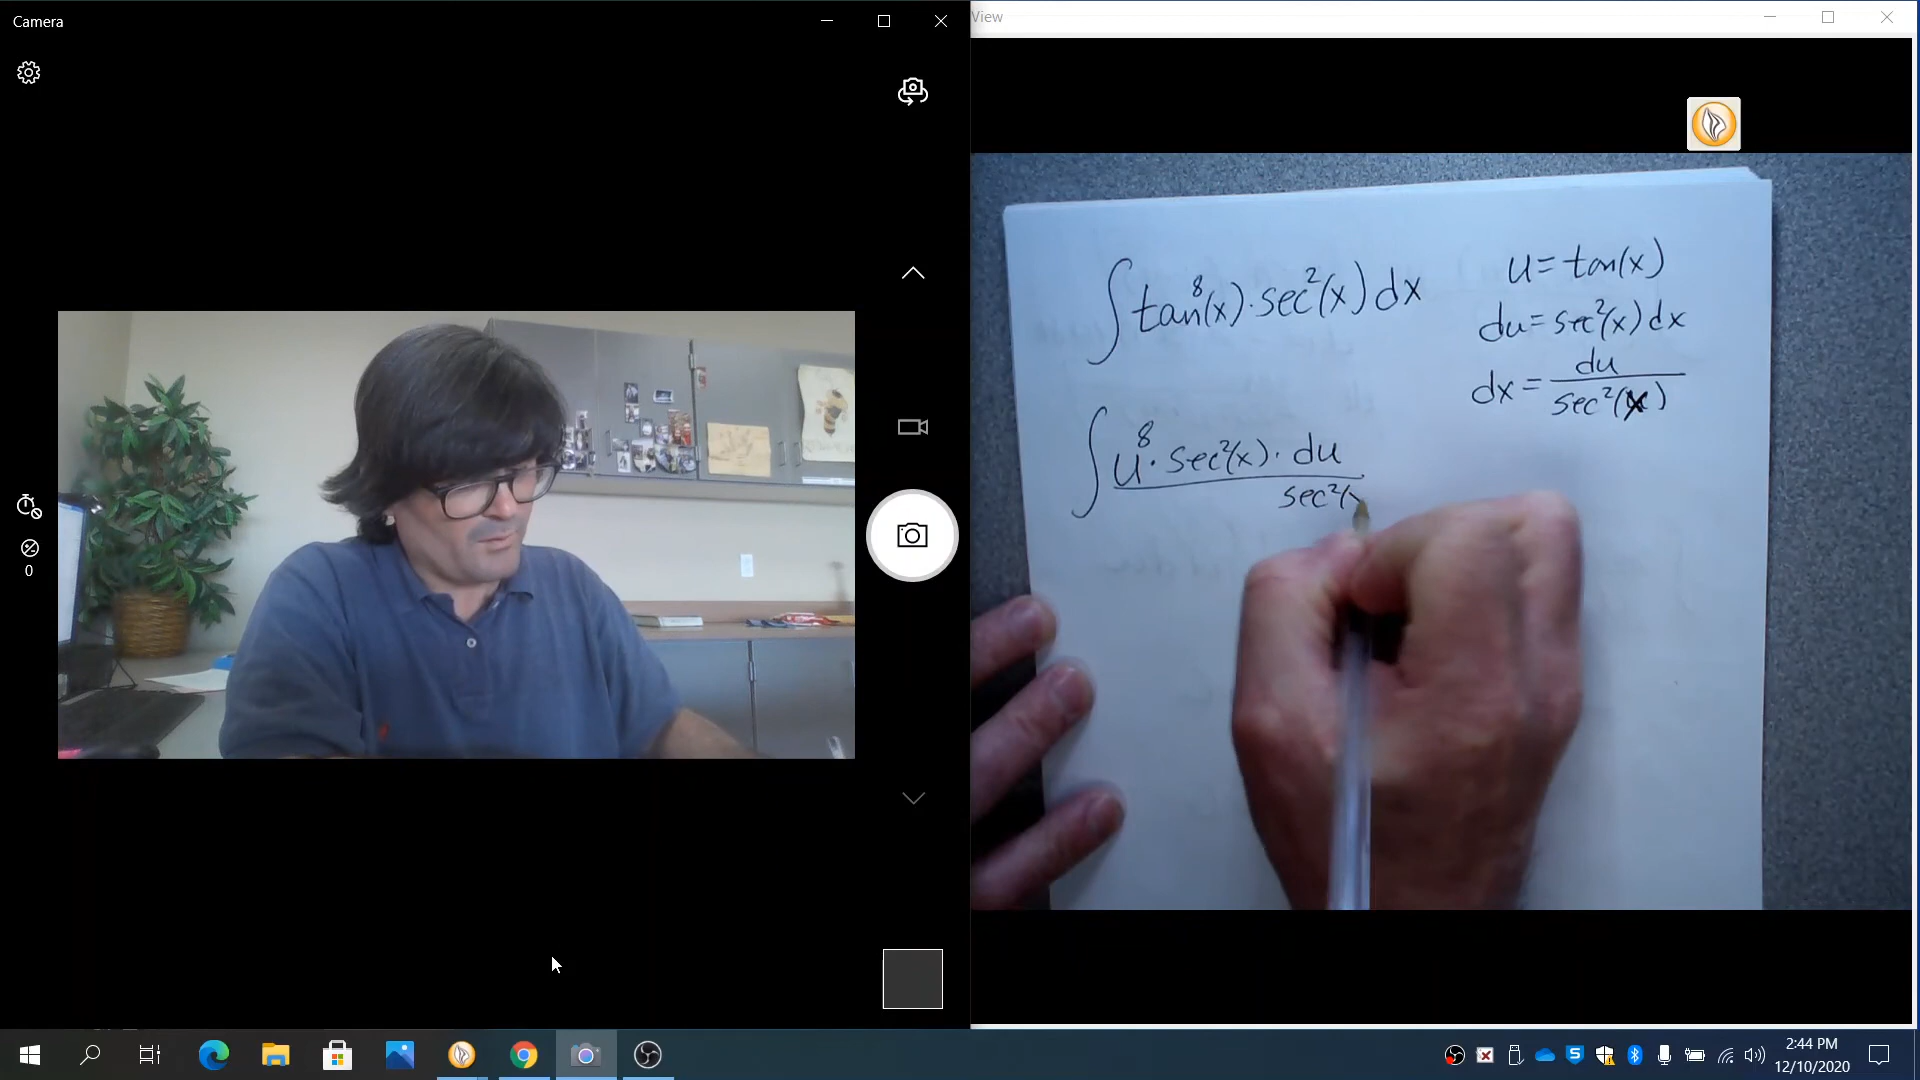 Camera
View
0
∫ tan⁸(x)·sec²(x) dx
u = tan(x)
du = sec²(x) dx
dx = du / sec²(x)
∫ u⁸ · sec²(x) · du
sec²(x
2:44 PM
12/10/2020